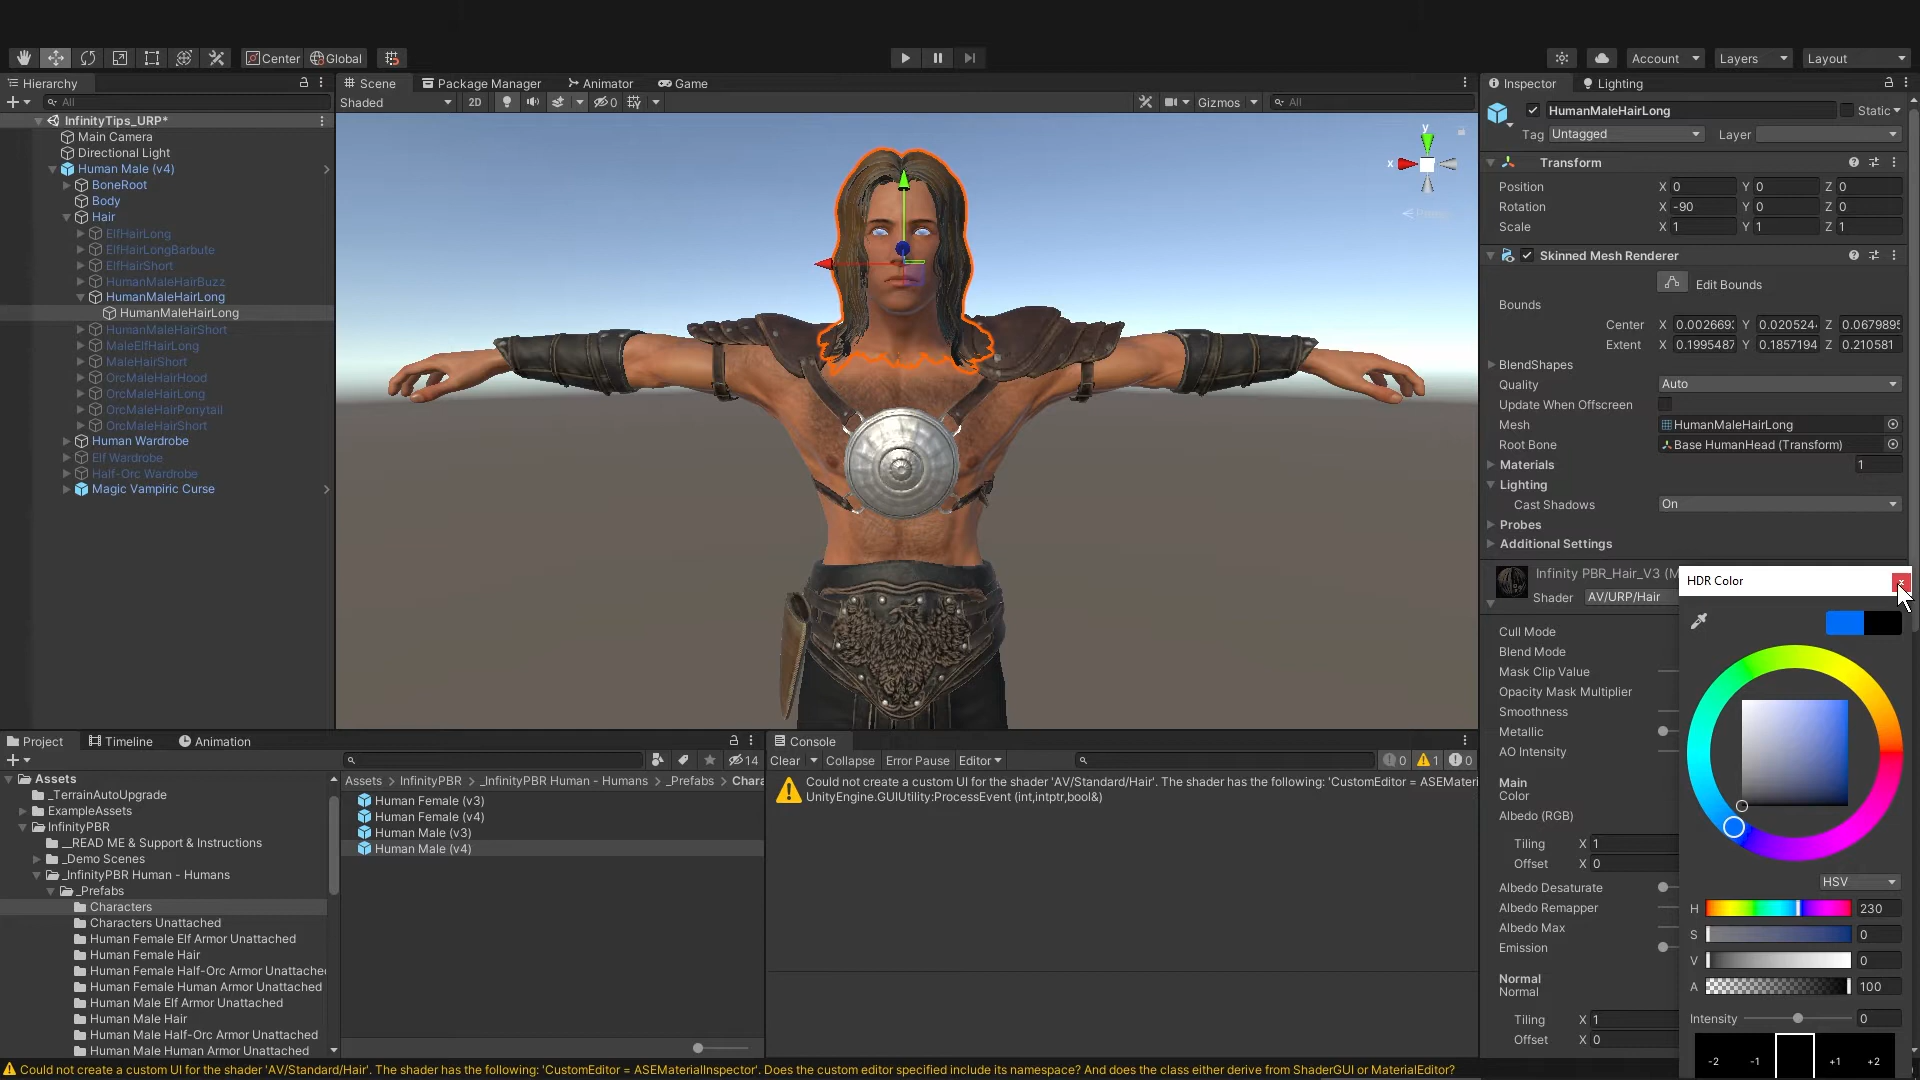 Center
Global
Account
Layers
Layout
Hierarchy
All
InfinityTips_URP*
Main Camera
Directional Light
Human Male (v4)
BoneRoot
Body
Hair
ElfHairLong
ElfHairLongBarbute
ElfHairShort
HumanMaleHairBuzz
HumanMaleHairLong
HumanMaleHairLong
HumanMaleHairShort
MaleElfHairLong
MaleHairShort
OrcMaleHairHood
OrcMaleHairLong
OrcMaleHairPonytail
OrcMaleHairShort
Human Wardrobe
Elf Wardrobe
Half-Orc Wardrobe
Magic Vampiric Curse
Scene
Package Manager
Animator
Game
Shaded
2D
0
Gizmos
All
y
x
Inspector
Lighting
HumanMaleHairLong
Static
Tag Untagged
Layer
Transform
Position X 0 Y 0 Z 0
Rotation X -90 Y 0 Z 0
Scale X 1 Y 1 Z 1
Skinned Mesh Renderer
Edit Bounds
Bounds
Center X 0.002669 Y 0.020524 Z 0.0679895
Extent X 0.1995487 Y 0.1857194 Z 0.210581
BlendShapes
Quality Auto
Update When Offscreen
Mesh HumanMaleHairLong
Root Bone Base HumanHead (Transform)
Materials 1
Lighting
Cast Shadows On
Probes
Additional Settings
Infinity PBR_Hair_V3 (M
Shader AV/URP/Hair
Cull Mode
Blend Mode
Mask Clip Value
Opacity Mask Multiplier
Smoothness
Metallic
AO Intensity
Main
Color
Albedo (RGB)
Tiling X 1
Offset X 0
Albedo Desaturate
Albedo Remapper
Albedo Max
Emission
Normal
Normal
Tiling X 1
Offset X 0
HDR Color
HSV
H 230
S 0
V 0
A 100
Intensity 0
-2 -1 +1 +2
Project
Timeline
Animation
14
Assets
_TerrainAutoUpgrade
ExampleAssets
InfinityPBR
__READ ME & Support & Instructions
_Demo Scenes
_InfinityPBR Human - Humans
_Prefabs
Characters
Characters Unattached
Human Female Elf Armor Unattached
Human Female Hair
Human Female Half-Orc Armor Unattached
Human Female Human Armor Unattached
Human Male Elf Armor Unattached
Human Male Hair
Human Male Half-Orc Armor Unattached
Human Male Human Armor Unattached
Assets > InfinityPBR > _InfinityPBR Human - Humans > _Prefabs > Chara
Human Female (v3)
Human Female (v4)
Human Male (v3)
Human Male (v4)
Console
Clear
Collapse
Error Pause
Editor
0
1
0
Could not create a custom UI for the shader 'AV/Standard/Hair'. The shader has the following: 'CustomEditor = ASEMateri
UnityEngine.GUIUtility:ProcessEvent (int,intptr,bool&)
Could not create a custom UI for the shader 'AV/Standard/Hair'. The shader has the following: 'CustomEditor = ASEMaterialInspector'. Does the custom editor specified include its namespace? And does the class either derive from ShaderGUI or MaterialEditor?